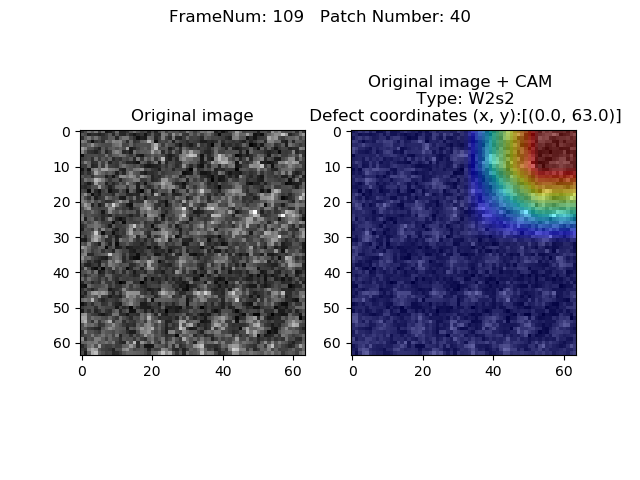 FrameNum: 109   Patch Number: 40
Original image
Original image + CAM
Type: W2s2
Defect coordinates (x, y):[(0.0, 63.0)]
0
10
20
30
40
50
60
0 20 40 60
0
10
20
30
40
50
60
0 20 40 60